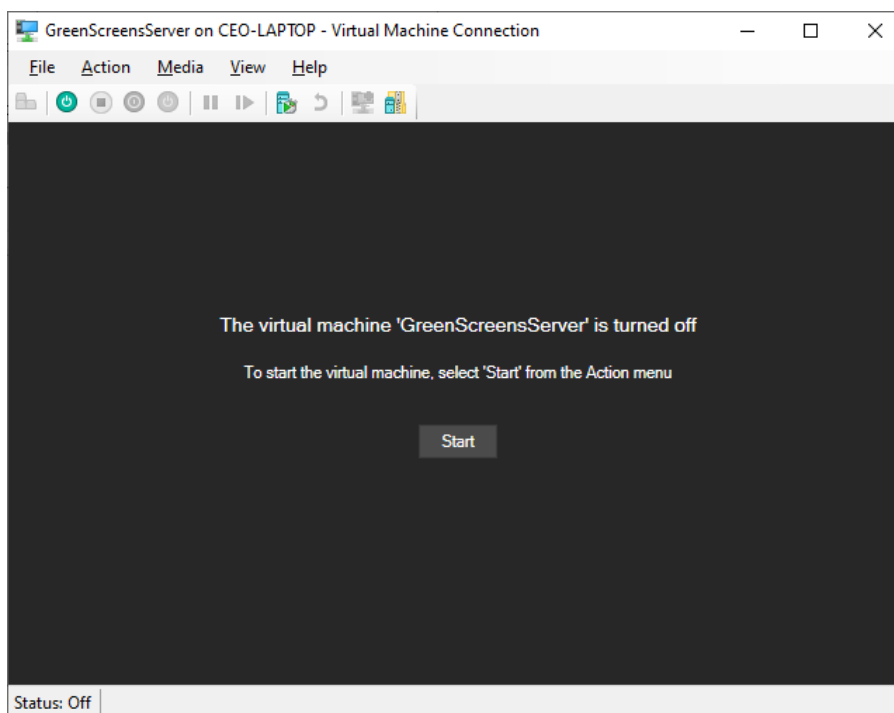 GreenScreensServer on CEO-LAPTOP - Virtual Machine Connection
File Action Media View Help
The virtual machine 'GreenScreensServer' is turned off
To start the virtual machine, select 'Start' from the Action menu
Start
Status: Off